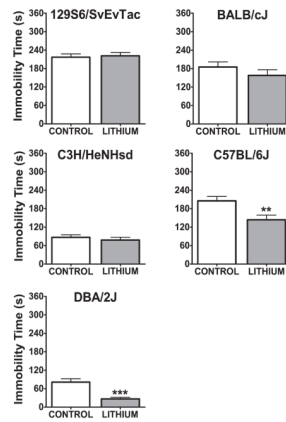 129S6/SvEvTac
Immobility Time (s)
360
300
240
180
120
60
0
CONTROL LITHIUM
BALB/cJ
360
300
240
180
120
60
0
CONTROL LITHIUM
C3H/HeNHsd
Immobility Time (s)
360
300
240
180
120
60
0
CONTROL LITHIUM
C57BL/6J
360
300
240
180
120
60
0
**
CONTROL LITHIUM
DBA/2J
Immobility Time (s)
360
300
240
180
120
60
0
***
CONTROL LITHIUM